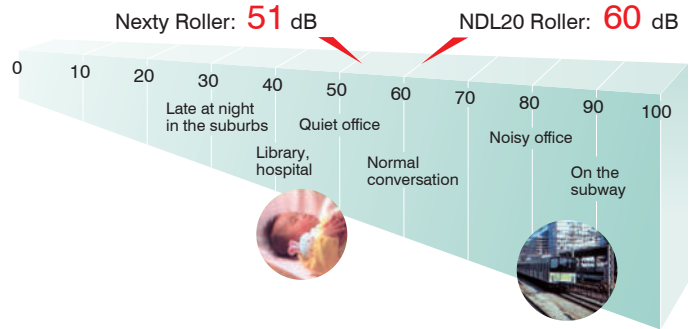 Nexty Roller: 51 dB
NDL20 Roller: 60 dB
0 10 20 30 40 50 60 70 80 90 100
Late at night
in the suburbs
Quiet office
Noisy office
Library,
hospital
Normal
conversation
On the
subway